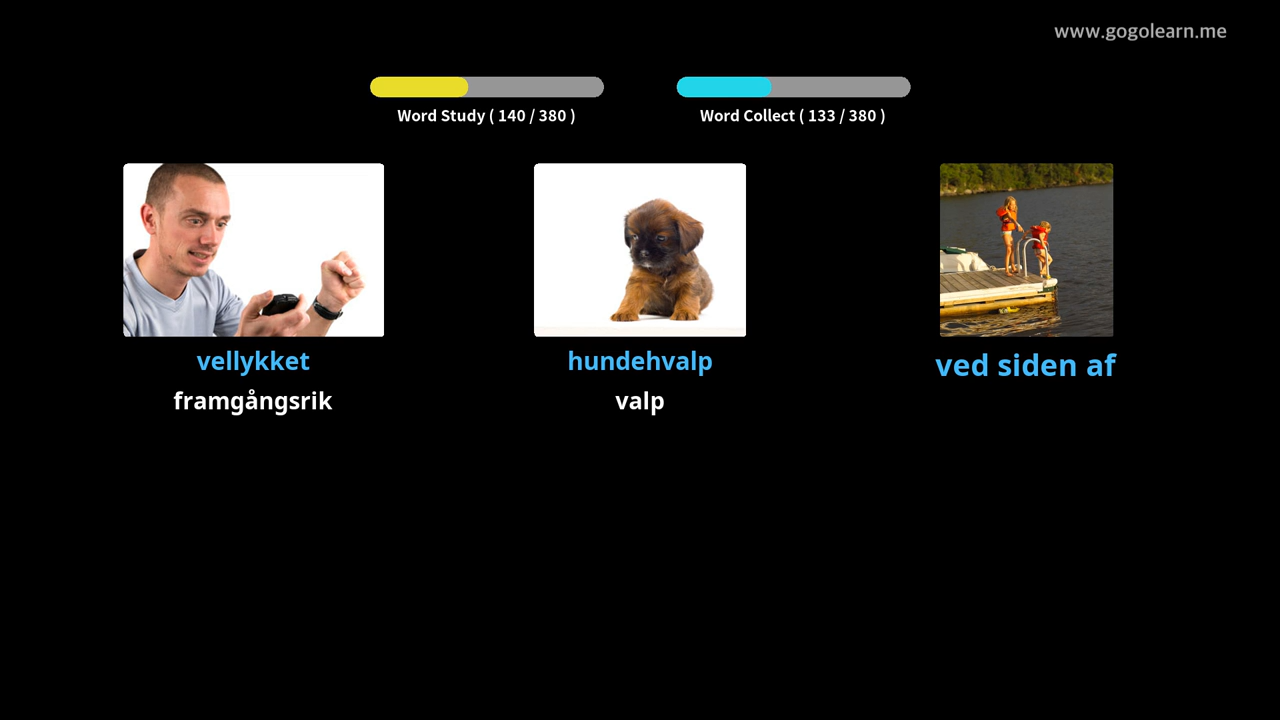 www.gogolearn.me
Word Study ( 140 / 380 )
Word Collect ( 133 / 380 )
vellykket
framgångsrik
hundehvalp
valp
ved siden af